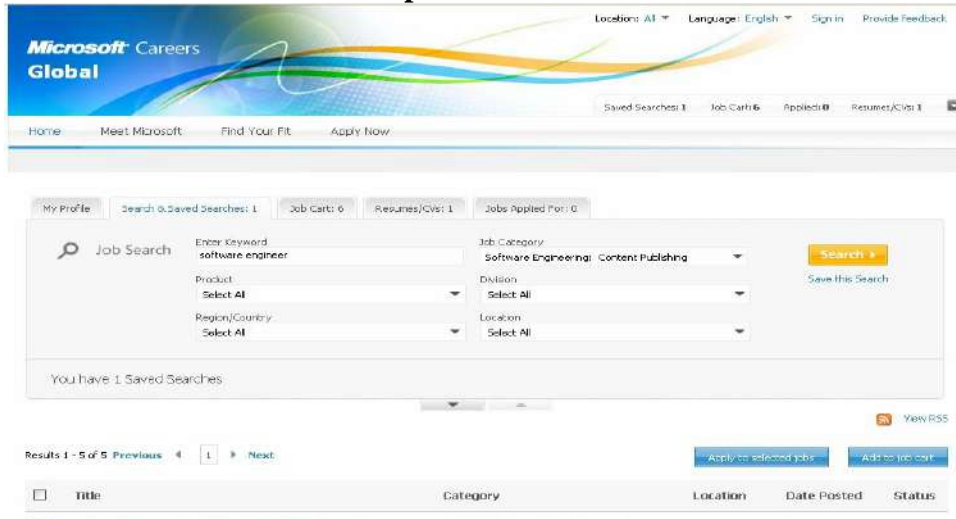 Location: All Language: English Sign in Provide Feedback
Microsoft Careers
Global
Saved Searches: 1 Job Cart: 6 Applied: 0 Resumes/CVs: 1
Home Meet Microsoft Find Your Fit Apply Now
My Profile Search & Saved Searches: 1 Job Cart: 6 Resumes/CVs: 1 Jobs Applied For: 0
Job Search
Enter Keyword Job Category
software engineer Software Engineering: Content Publishing Search
Product Division Save this Search
Select All Select All
Region/Country Location
Select All Select All
You have 1 Saved Searches
View RSS
Results 1 - 5 of 5 Previous 1 Next Apply to selected jobs Add to job cart
Title Category Location Date Posted Status